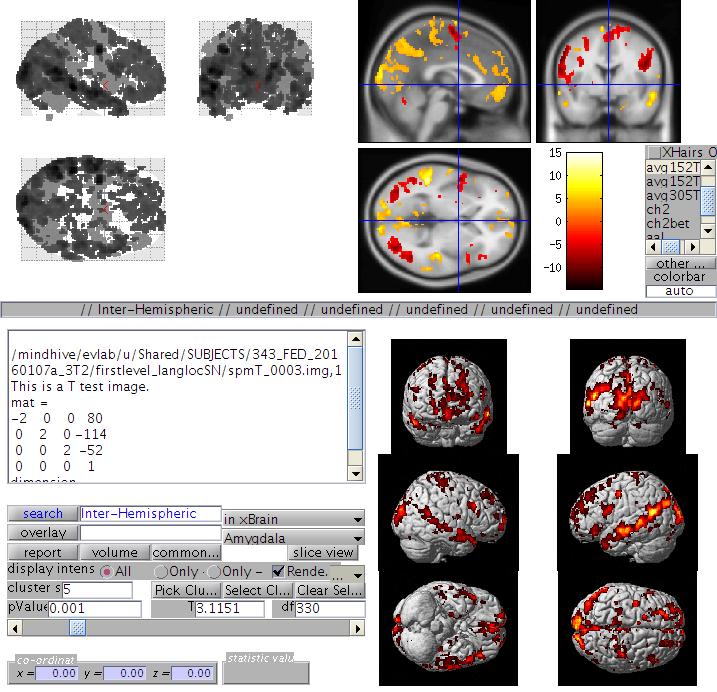 15
10
5
0
−5
−10
XHairs O
avg152T
avg152T
avg305T
ch2
ch2bet
aal
other ...
colorbar
auto
// Inter-Hemispheric // undefined // undefined // undefined // undefined // undefined
/mindhive/evlab/u/Shared/SUBJECTS/343_FED_201
60107a_3T2/firstlevel_langlocSN/spmT_0003.img,1
This is a T test image.
mat =
−2 0 0 80
0 2 0 −114
0 0 2 −52
0 0 0 1
dimension
search Inter-Hemispheric in xBrain
overlay Amygdala
report volume common... slice view
display intens All Only + Only − Rende. ...
cluster s 5 Pick Clu... Select Cl... Clear Sel...
pValue 0.001 T 3.1151 df 330
co-ordinat statistic valu
x = 0.00 y = 0.00 z = 0.00